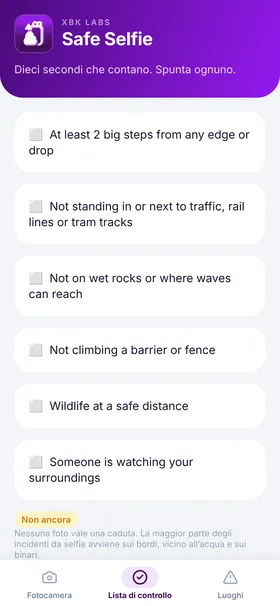 XBK LABS
Safe Selfie
Dieci secondi che contano. Spunta ognuno.
At least 2 big steps from any edge or
drop
Not standing in or next to traffic, rail
lines or tram tracks
Not on wet rocks or where waves
can reach
Not climbing a barrier or fence
Wildlife at a safe distance
Someone is watching your
surroundings
Non ancora
Nessuna foto vale una caduta. La maggior parte degli
incidenti da selfie avviene sui bordi, vicino all'acqua e sui
binari.
Fotocamera
Lista di controllo
Luoghi